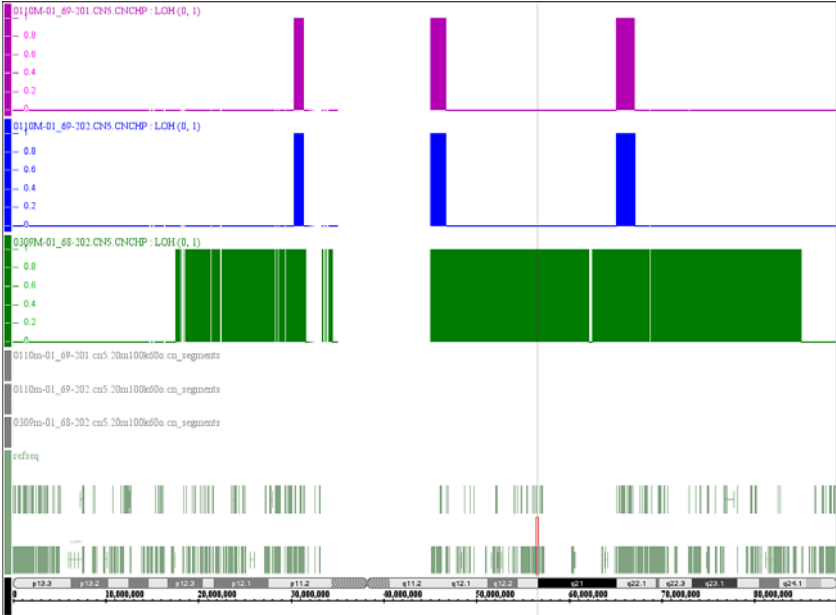 0110M-01_69-201.CN5.CNCHP : LOH (0, 1)
1
0.8
0.6
0.4
0.2
0
0110M-01_69-202.CN5.CNCHP : LOH (0, 1)
0.8
0.6
0.4
0.2
0
0309M-01_68-202.CN5.CNCHP : LOH (0, 1)
0.8
0.6
0.4
0.2
0
0110m-01_69-201.cn5.20m100k60o.cn_segments
0110m-01_69-202.cn5.20m100k60o.cn_segments
0309m-01_68-202.cn5.20m100k60o.cn_segments
refseq
p13.3 p13.2 p12.3 p12.1 p11.2 q11.2 q12.1 q12.2 q21 q22.1 q22.3 q23.1 q24.1
0 10,000,000 20,000,000 30,000,000 40,000,000 50,000,000 60,000,000 70,000,000 80,000,000